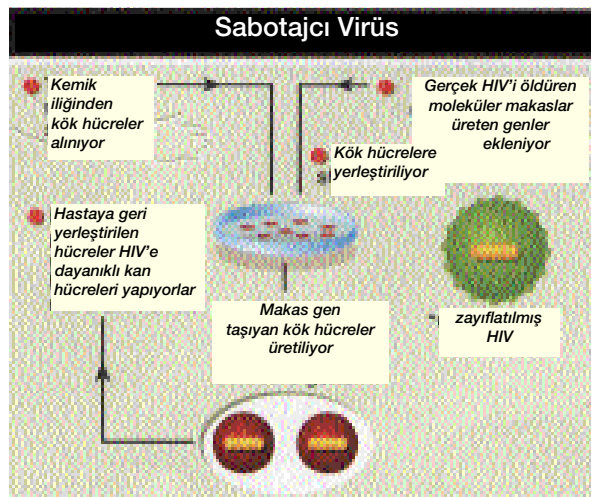 Sabotajcı Virüs
Kemik
iliğinden
kök hücreler
alınıyor
Gerçek HIV'i öldüren
moleküler makaslar
üreten genler
ekleniyor
Kök hücrelere
yerleştiriliyor
Hastaya geri
yerleştirilen
hücreler HIV'e
dayanıklı kan
hücreleri yapıyorlar
Makas gen
taşıyan kök hücreler
üretiliyor
zayıflatılmış
HIV